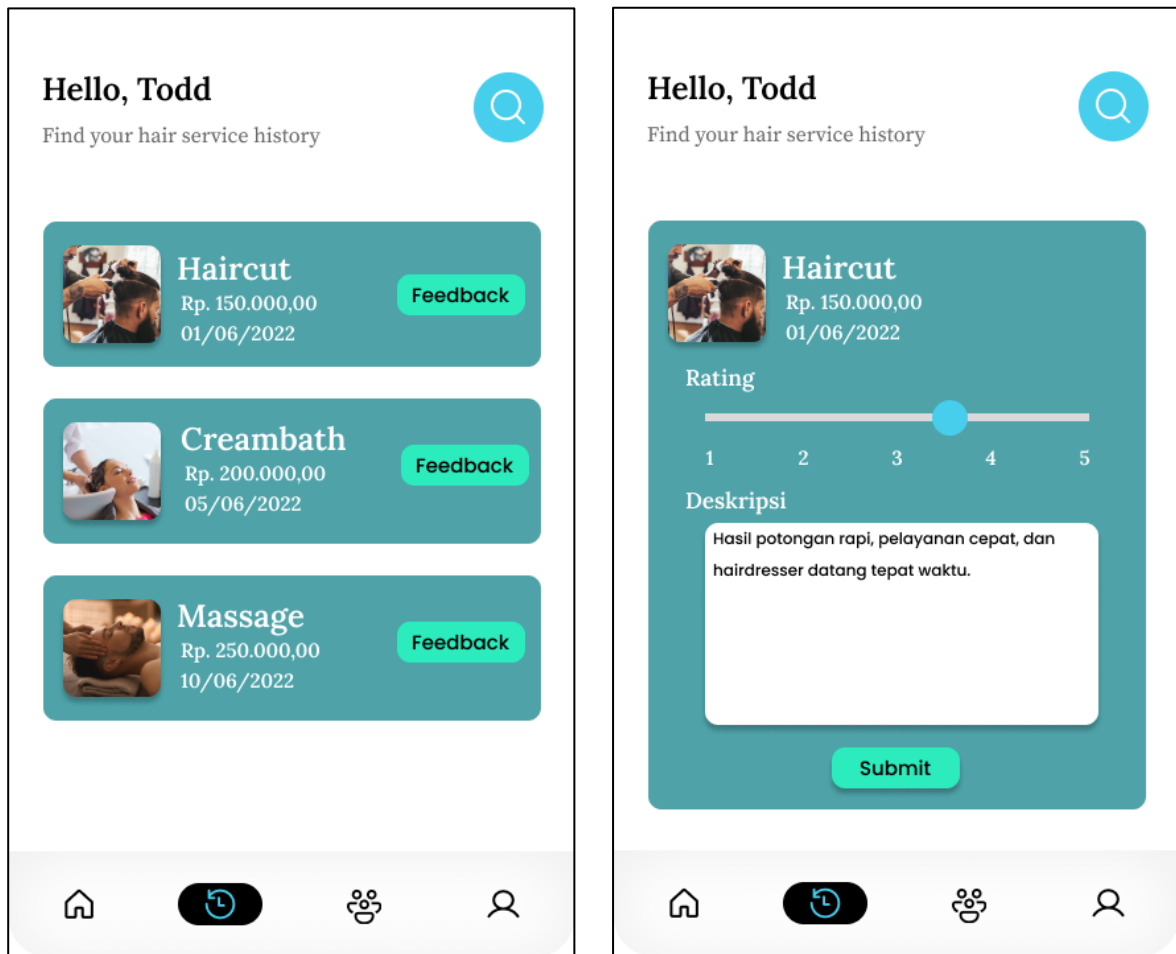 Hello, Todd
Find your hair service history
Haircut
Rp. 150.000,00
01/06/2022
Feedback
Creambath
Rp. 200.000,00
05/06/2022
Feedback
Massage
Rp. 250.000,00
10/06/2022
Feedback
Hello, Todd
Find your hair service history
Haircut
Rp. 150.000,00
01/06/2022
Rating
1 2 3 4 5
Deskripsi
Hasil potongan rapi, pelayanan cepat, dan
hairdresser datang tepat waktu.
Submit